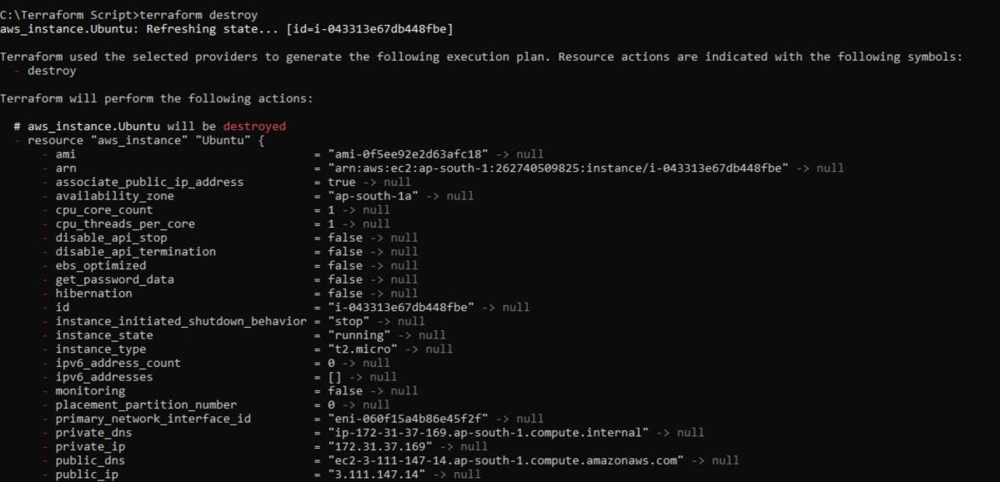 C:\Terraform Script>terraform destroy
aws_instance.Ubuntu: Refreshing state... [id=i-043313e67db448fbe]
Terraform used the selected providers to generate the following execution plan. Resource actions are indicated with the following symbols:
- destroy
Terraform will perform the following actions:
# aws_instance.Ubuntu will be destroyed
- resource "aws_instance" "Ubuntu" {
- ami = "ami-0f5ee92e2d63afc18" -> null
- arn = "arn:aws:ec2:ap-south-1:262740509825:instance/i-043313e67db448fbe" -> null
- associate_public_ip_address = true -> null
- availability_zone = "ap-south-1a" -> null
- cpu_core_count = 1 -> null
- cpu_threads_per_core = 1 -> null
- disable_api_stop = false -> null
- disable_api_termination = false -> null
- ebs_optimized = false -> null
- get_password_data = false -> null
- hibernation = false -> null
- id = "i-043313e67db448fbe" -> null
- instance_initiated_shutdown_behavior = "stop" -> null
- instance_state = "running" -> null
- instance_type = "t2.micro" -> null
- ipv6_address_count = 0 -> null
- ipv6_addresses = [] -> null
- monitoring = false -> null
- placement_partition_number = 0 -> null
- primary_network_interface_id = "eni-060f15a4b86e45f2f" -> null
- private_dns = "ip-172-31-37-169.ap-south-1.compute.internal" -> null
- private_ip = "172.31.37.169" -> null
- public_dns = "ec2-3-111-147-14.ap-south-1.compute.amazonaws.com" -> null
- public_ip = "3.111.147.14" -> null